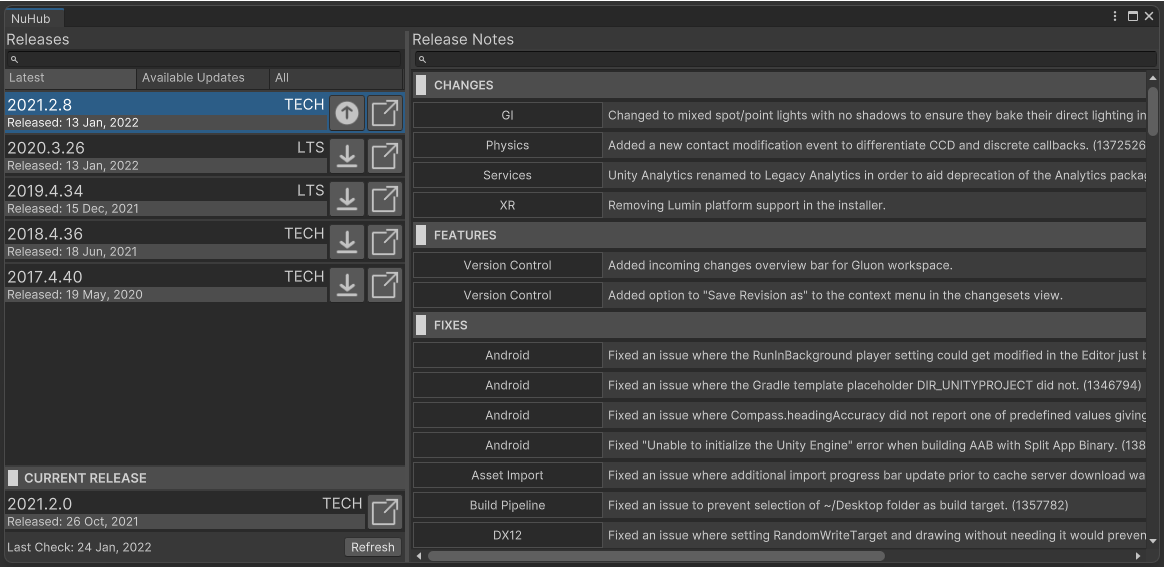 NuHub
Releases
Latest
Available Updates
All
2021.2.8 TECH
Released: 13 Jan, 2022
2020.3.26 LTS
Released: 13 Jan, 2022
2019.4.34 LTS
Released: 15 Dec, 2021
2018.4.36 TECH
Released: 18 Jun, 2021
2017.4.40 TECH
Released: 19 May, 2020
CURRENT RELEASE
2021.2.0 TECH
Released: 26 Oct, 2021
Last Check: 24 Jan, 2022
Refresh
Release Notes
CHANGES
GI Changed to mixed spot/point lights with no shadows to ensure they bake their direct lighting in
Physics Added a new contact modification event to differentiate CCD and discrete callbacks. (1372526
Services Unity Analytics renamed to Legacy Analytics in order to aid deprecation of the Analytics packa
XR Removing Lumin platform support in the installer.
FEATURES
Version Control Added incoming changes overview bar for Gluon workspace.
Version Control Added option to "Save Revision as" to the context menu in the changesets view.
FIXES
Android Fixed an issue where the RunInBackground player setting could get modified in the Editor just
Android Fixed an issue where the Gradle template placeholder DIR_UNITYPROJECT did not. (1346794)
Android Fixed an issue where Compass.headingAccuracy did not report one of predefined values giving
Android Fixed "Unable to initialize the Unity Engine" error when building AAB with Split App Binary. (138
Asset Import Fixed an issue where additional import progress bar update prior to cache server download wa
Build Pipeline Fixed an issue to prevent selection of ~/Desktop folder as build target. (1357782)
DX12 Fixed an issue where setting RandomWriteTarget and drawing without needing it would preven